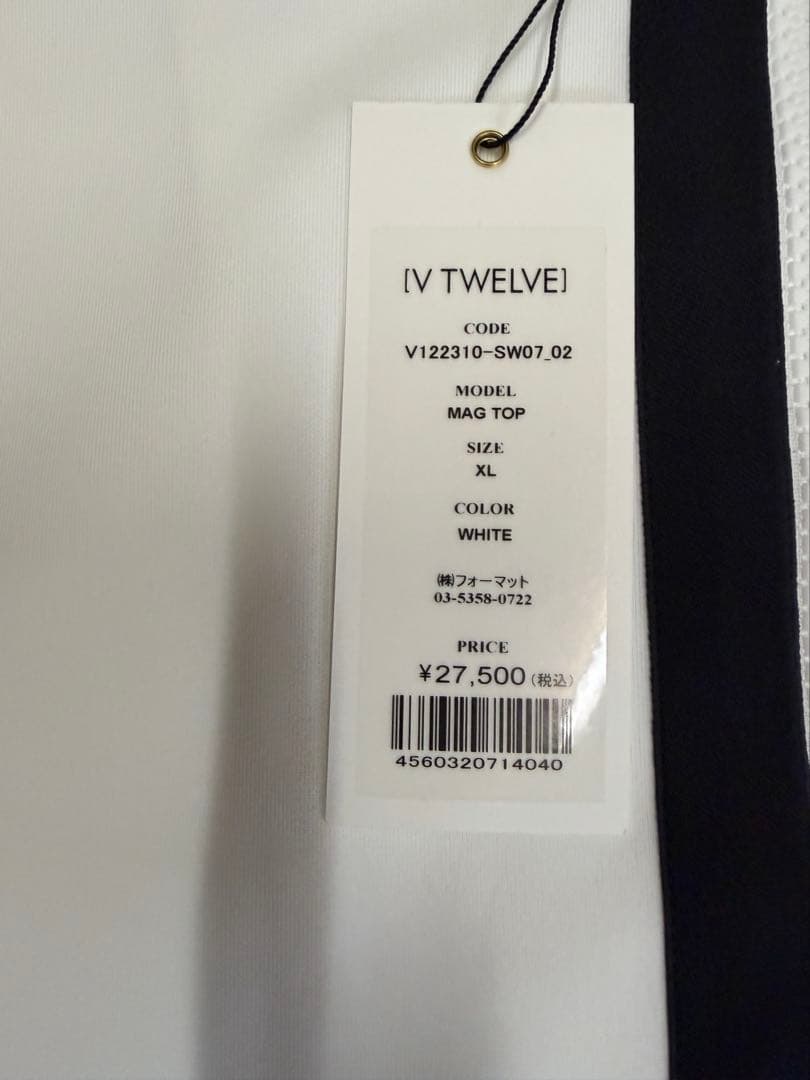 [V TWELVE]
CODE
V122310-SW07_02
MODEL
MAG TOP
SIZE
XL
COLOR
WHITE
㈱フォーマット
03-5358-0722
PRICE
¥27,500(税込)
4560320714040